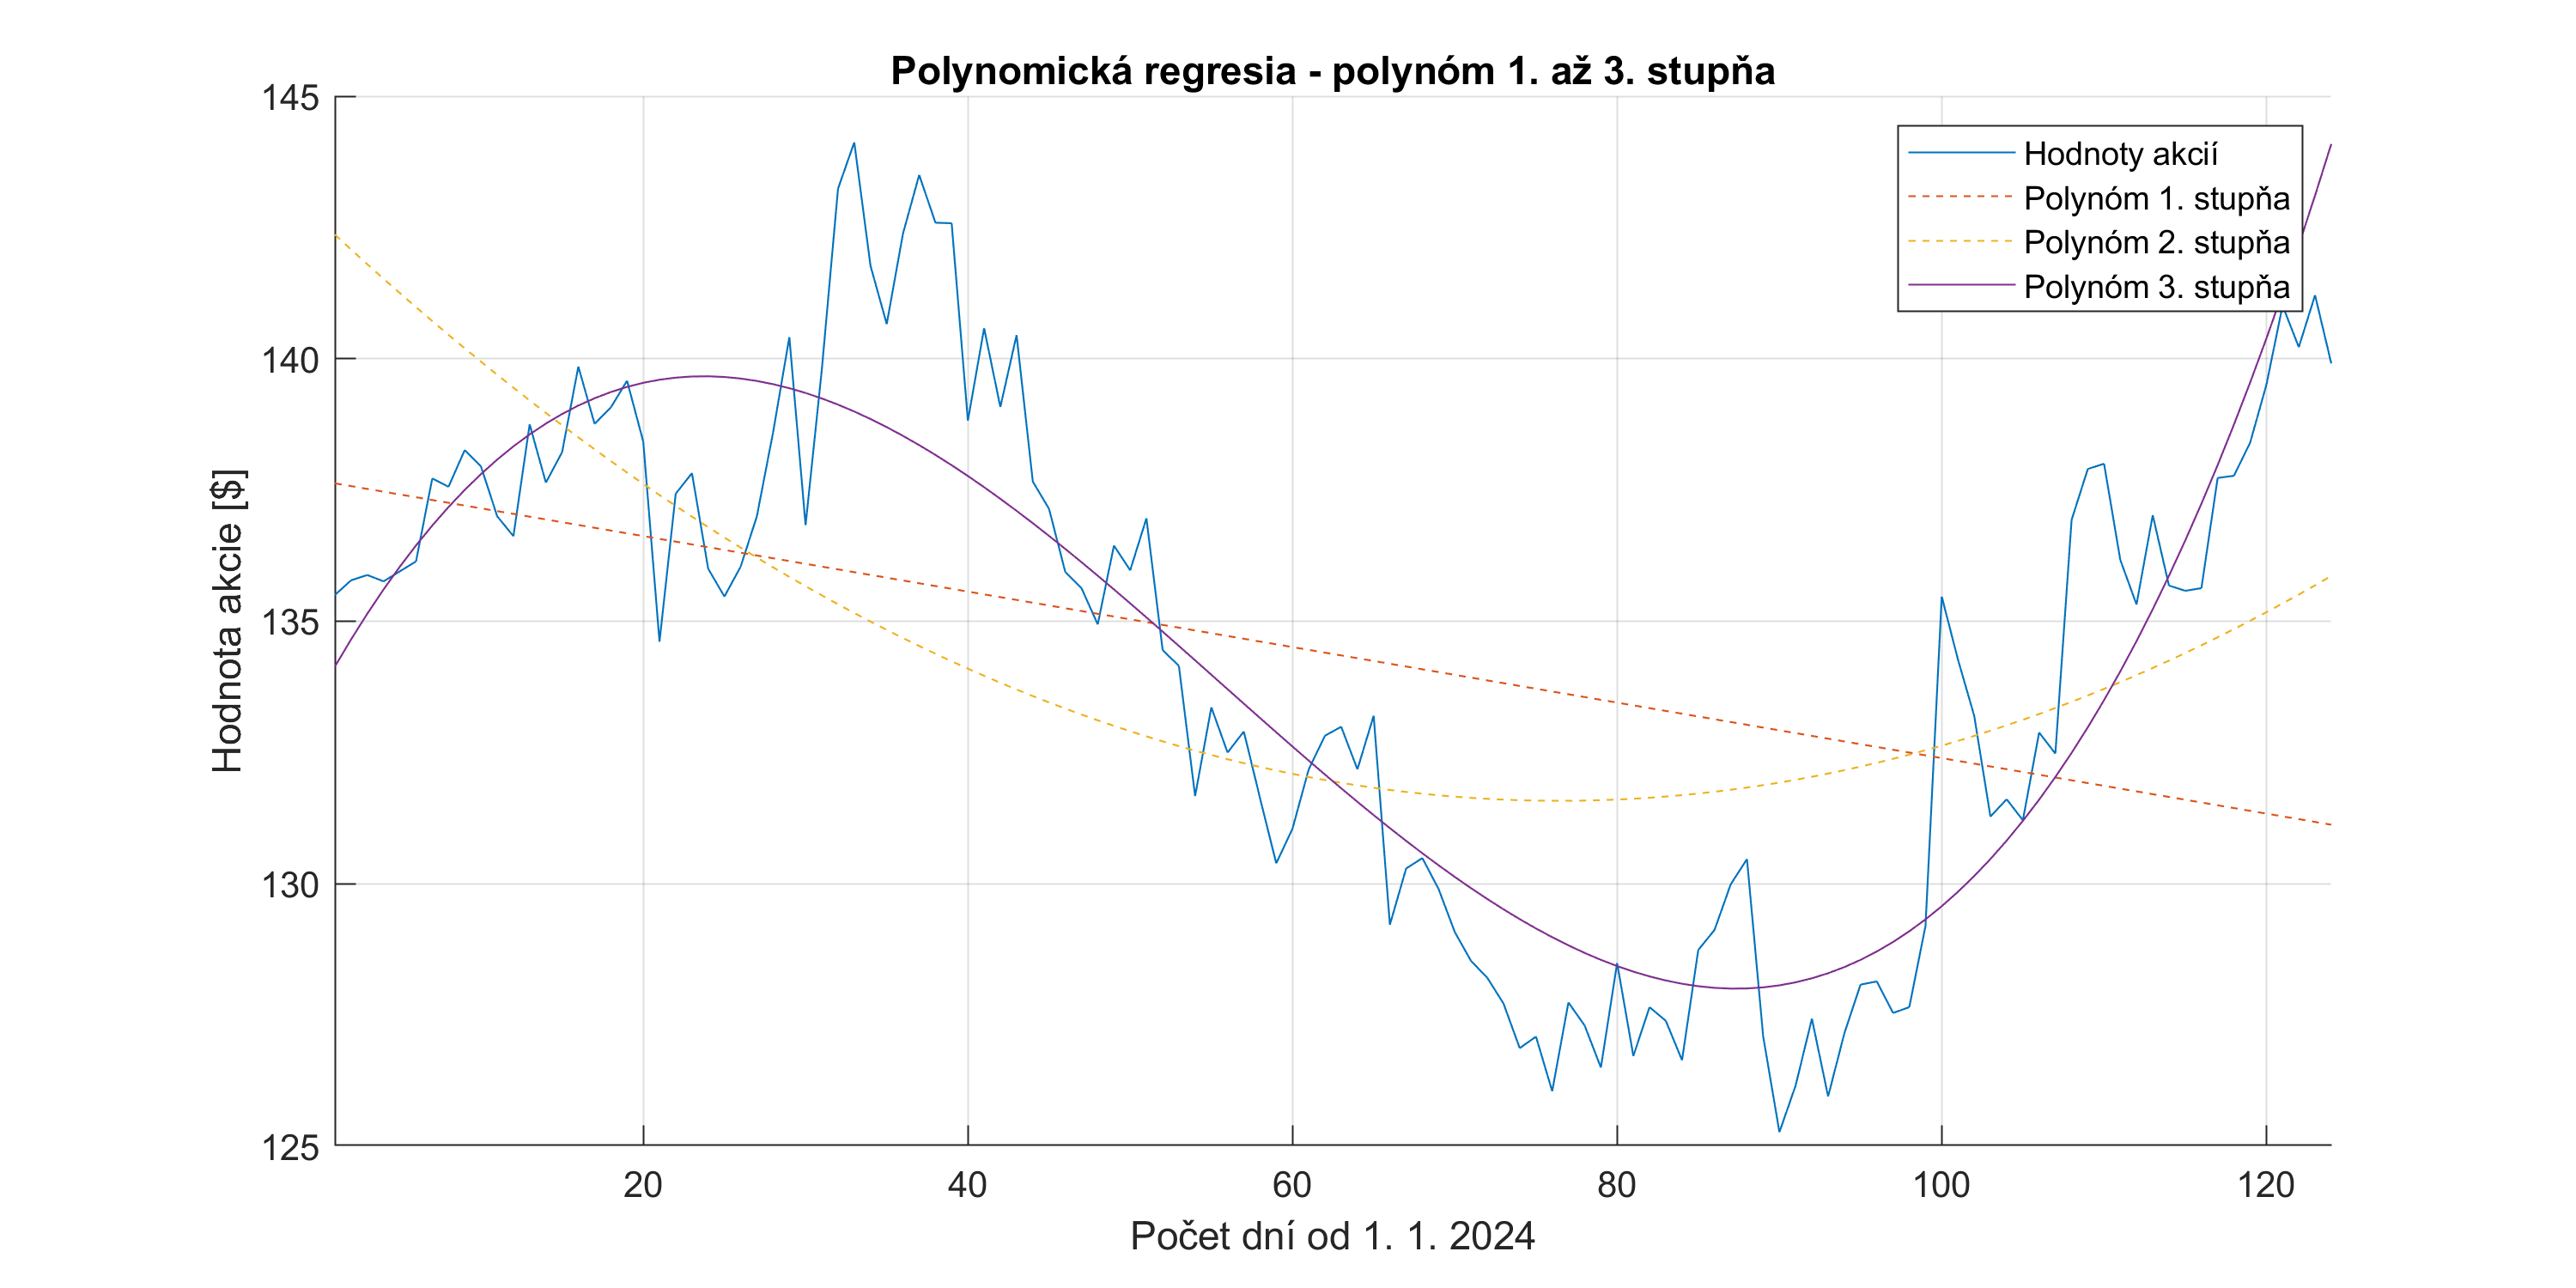 Polynomická regresia - polynóm 1. až 3. stupňa
145
140
135
130
125
Hodnota akcie [$]
Hodnoty akcií
Polynóm 1. stupňa
Polynóm 2. stupňa
Polynóm 3. stupňa
20 40 60 80 100 120
Počet dní od 1. 1. 2024